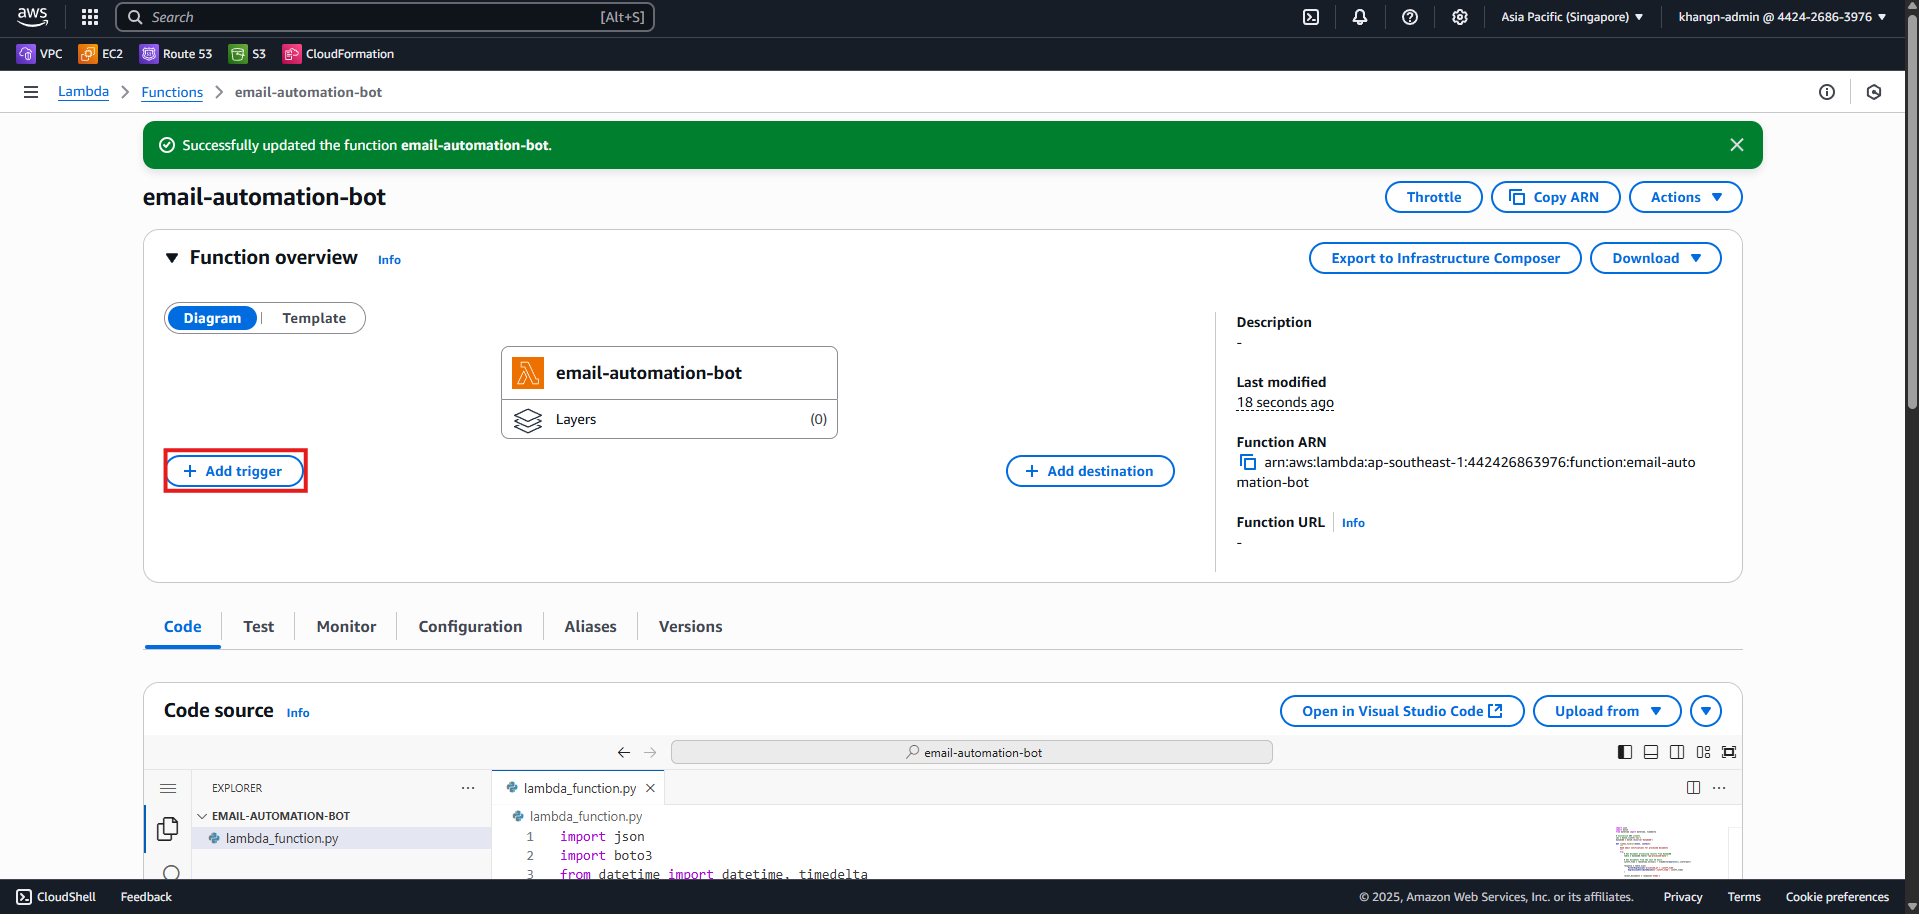 aws
Search [Alt+S]
Asia Pacific (Singapore)
khangn-admin @ 4424-2686-3976
VPC
EC2
Route 53
S3
CloudFormation
Lambda
Functions
email-automation-bot
Successfully updated the function email-automation-bot.
email-automation-bot
Throttle
Copy ARN
Actions
Function overview
Info
Export to Infrastructure Composer
Download
Diagram
Template
email-automation-bot
Layers (0)
+ Add trigger
+ Add destination
Description
-
Last modified
18 seconds ago
Function ARN
arn:aws:lambda:ap-southeast-1:442426863976:function:email-auto
mation-bot
Function URL
Info
-
Code
Test
Monitor
Configuration
Aliases
Versions
Code source
Info
Open in Visual Studio Code
Upload from
email-automation-bot
EXPLORER
EMAIL-AUTOMATION-BOT
lambda_function.py
lambda_function.py
lambda_function.py
1 import json
2 import boto3
3 from datetime import datetime, timedelta
CloudShell
Feedback
© 2025, Amazon Web Services, Inc. or its affiliates.
Privacy
Terms
Cookie preferences